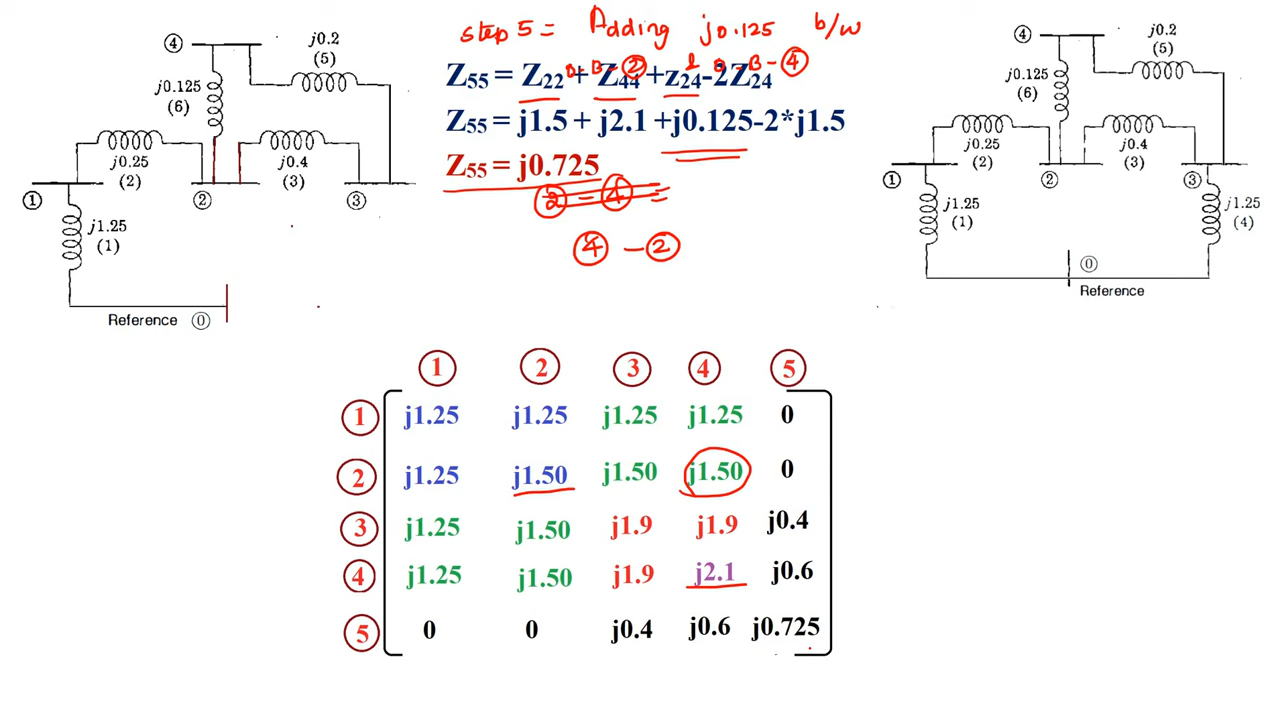 step 5 = Adding j0.125 b/w
O - B - ② O - B - ④
Z55 = Z22 + Z44 + z24-2Z24
Z55 = j1.5 + j2.1 +j0.125-2*j1.5
Z55 = j0.725
② - ④ =
④ - ②
④
j0.2
(5)
j0.125
(6)
j0.25
(2)
j0.4
(3)
①
②
③
j1.25
(1)
Reference ⓪
④
j0.2
(5)
j0.125
(6)
j0.25
(2)
j0.4
(3)
①
②
③
j1.25
(1)
j1.25
(4)
⓪
Reference
① ② ③ ④ ⑤
① j1.25 j1.25 j1.25 j1.25 0
② j1.25 j1.50 j1.50 j1.50 0
③ j1.25 j1.50 j1.9 j1.9 j0.4
④ j1.25 j1.50 j1.9 j2.1 j0.6
⑤ 0 0 j0.4 j0.6 j0.725